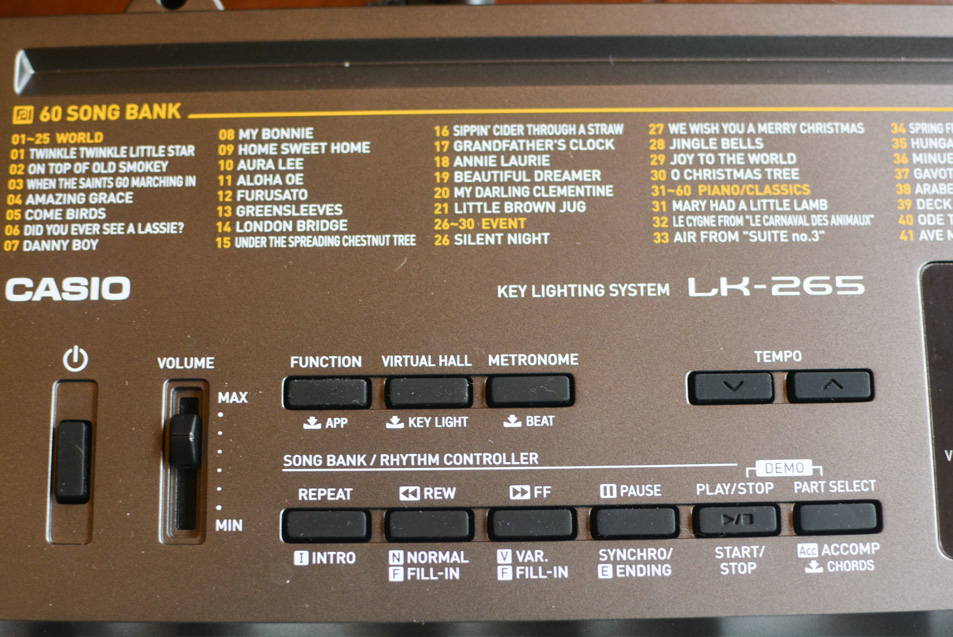 60 SONG BANK
01~25 WORLD
01 TWINKLE TWINKLE LITTLE STAR
02 ON TOP OF OLD SMOKEY
03 WHEN THE SAINTS GO MARCHING IN
04 AMAZING GRACE
05 COME BIRDS
06 DID YOU EVER SEE A LASSIE?
07 DANNY BOY
08 MY BONNIE
09 HOME SWEET HOME
10 AURA LEE
11 ALOHA OE
12 FURUSATO
13 GREENSLEEVES
14 LONDON BRIDGE
15 UNDER THE SPREADING CHESTNUT TREE
16 SIPPIN' CIDER THROUGH A STRAW
17 GRANDFATHER'S CLOCK
18 ANNIE LAURIE
19 BEAUTIFUL DREAMER
20 MY DARLING CLEMENTINE
21 LITTLE BROWN JUG
26~30 EVENT
26 SILENT NIGHT
27 WE WISH YOU A MERRY CHRISTMAS
28 JINGLE BELLS
29 JOY TO THE WORLD
30 O CHRISTMAS TREE
31~60 PIANO/CLASSICS
31 MARY HAD A LITTLE LAMB
32 LE CYGNE FROM "LE CARNAVAL DES ANIMAUX"
33 AIR FROM "SUITE no.3"
34 SPRING
35 HUNGA
36 MINUE
37 GAVOT
38 ARABE
39 DECK
40 ODE T
41 AVE
CASIO
KEY LIGHTING SYSTEM LK-265
VOLUME
MAX
MIN
FUNCTION VIRTUAL HALL METRONOME
APP KEY LIGHT BEAT
TEMPO
SONG BANK / RHYTHM CONTROLLER
DEMO
REPEAT REW FF PAUSE PLAY/STOP PART SELECT
I INTRO
N NORMAL
F FILL-IN
V VAR.
F FILL-IN
SYNCHRO/
E ENDING
START/
STOP
Acc ACCOMP
CHORDS
V